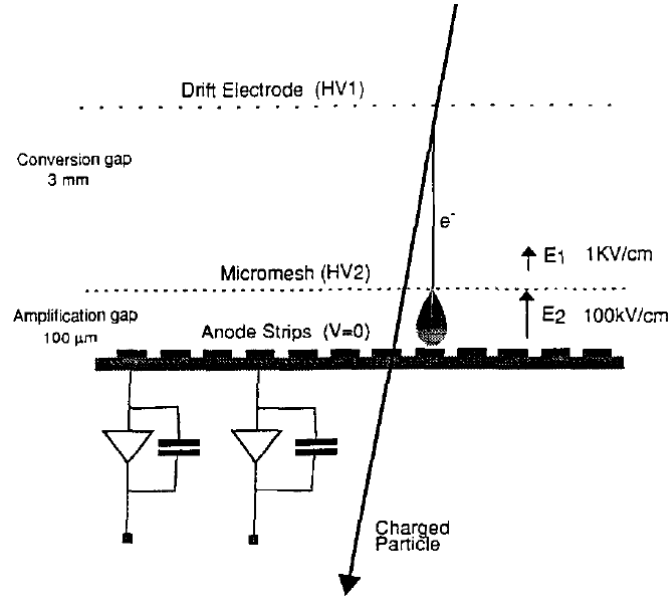 Drift Electrode (HV1)
Conversion gap
3 mm
e-
E1 1KV/cm
Micromesh (HV2)
Amplification gap
100 μm
E2 100kV/cm
Anode Strips (V=0)
Charged
Particle